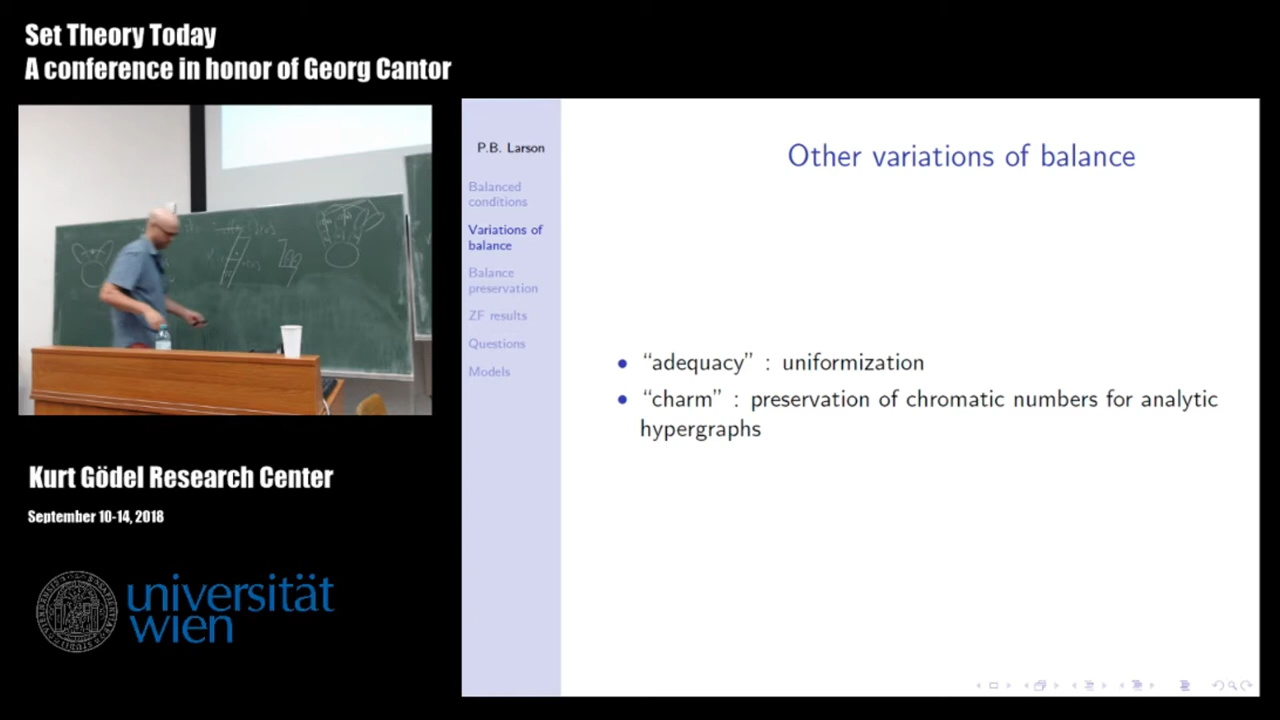 Set Theory Today
A conference in honor of Georg Cantor
P.B. Larson
Balanced
conditions
Variations of
balance
Balance
preservation
ZF results
Questions
Models
Other variations of balance
• “adequacy” : uniformization
• “charm” : preservation of chromatic numbers for analytic
hypergraphs
Kurt Gödel Research Center
September 10-14, 2018
universität
wien